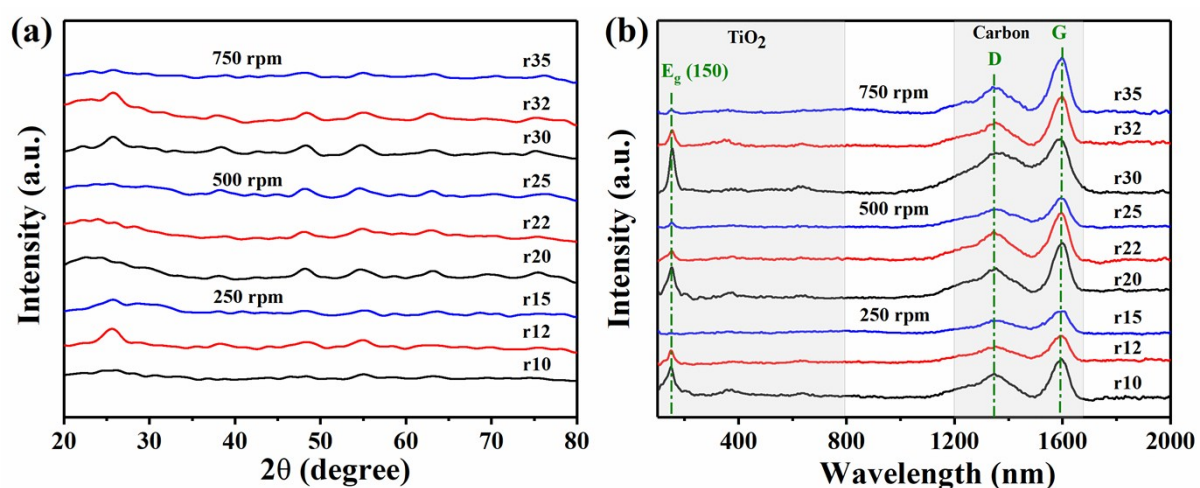 (a)
750 rpm
r35
r32
r30
500 rpm
r25
r22
r20
250 rpm
r15
r12
r10
Intensity (a.u.)
20 30 40 50 60 70 80
2θ (degree)
(b)
TiO2
Carbon
G
D
Eg (150)
750 rpm
r35
r32
r30
500 rpm
r25
r22
r20
250 rpm
r15
r12
r10
Intensity (a.u.)
400 800 1200 1600 2000
Wavelength (nm)